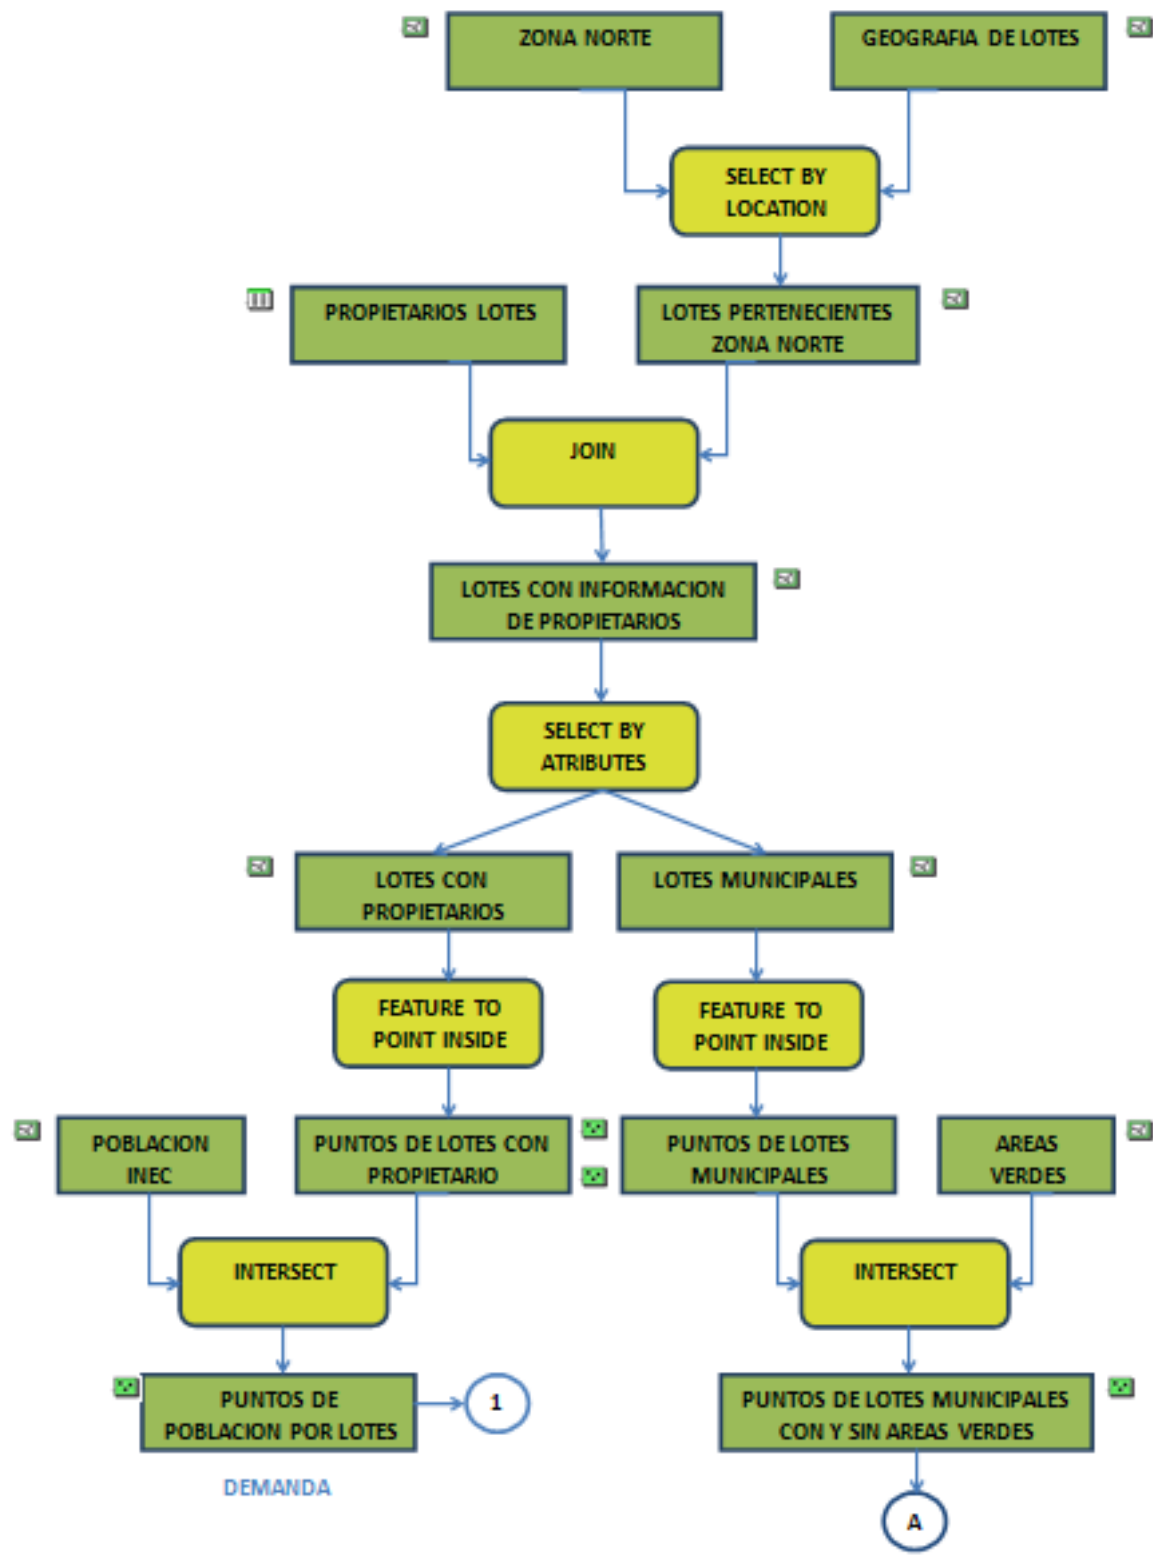 ZONA NORTE
GEOGRAFIA DE LOTES
SELECT BY
LOCATION
PROPIETARIOS LOTES
LOTES PERTENECIENTES
ZONA NORTE
JOIN
LOTES CON INFORMACION
DE PROPIETARIOS
SELECT BY
ATRIBUTES
LOTES CON
PROPIETARIOS
LOTES MUNICIPALES
FEATURE TO
POINT INSIDE
FEATURE TO
POINT INSIDE
POBLACION
INEC
PUNTOS DE LOTES CON
PROPIETARIO
PUNTOS DE LOTES
MUNICIPALES
AREAS
VERDES
INTERSECT
INTERSECT
PUNTOS DE
POBLACION POR LOTES
1
PUNTOS DE LOTES MUNICIPALES
CON Y SIN AREAS VERDES
DEMANDA
A